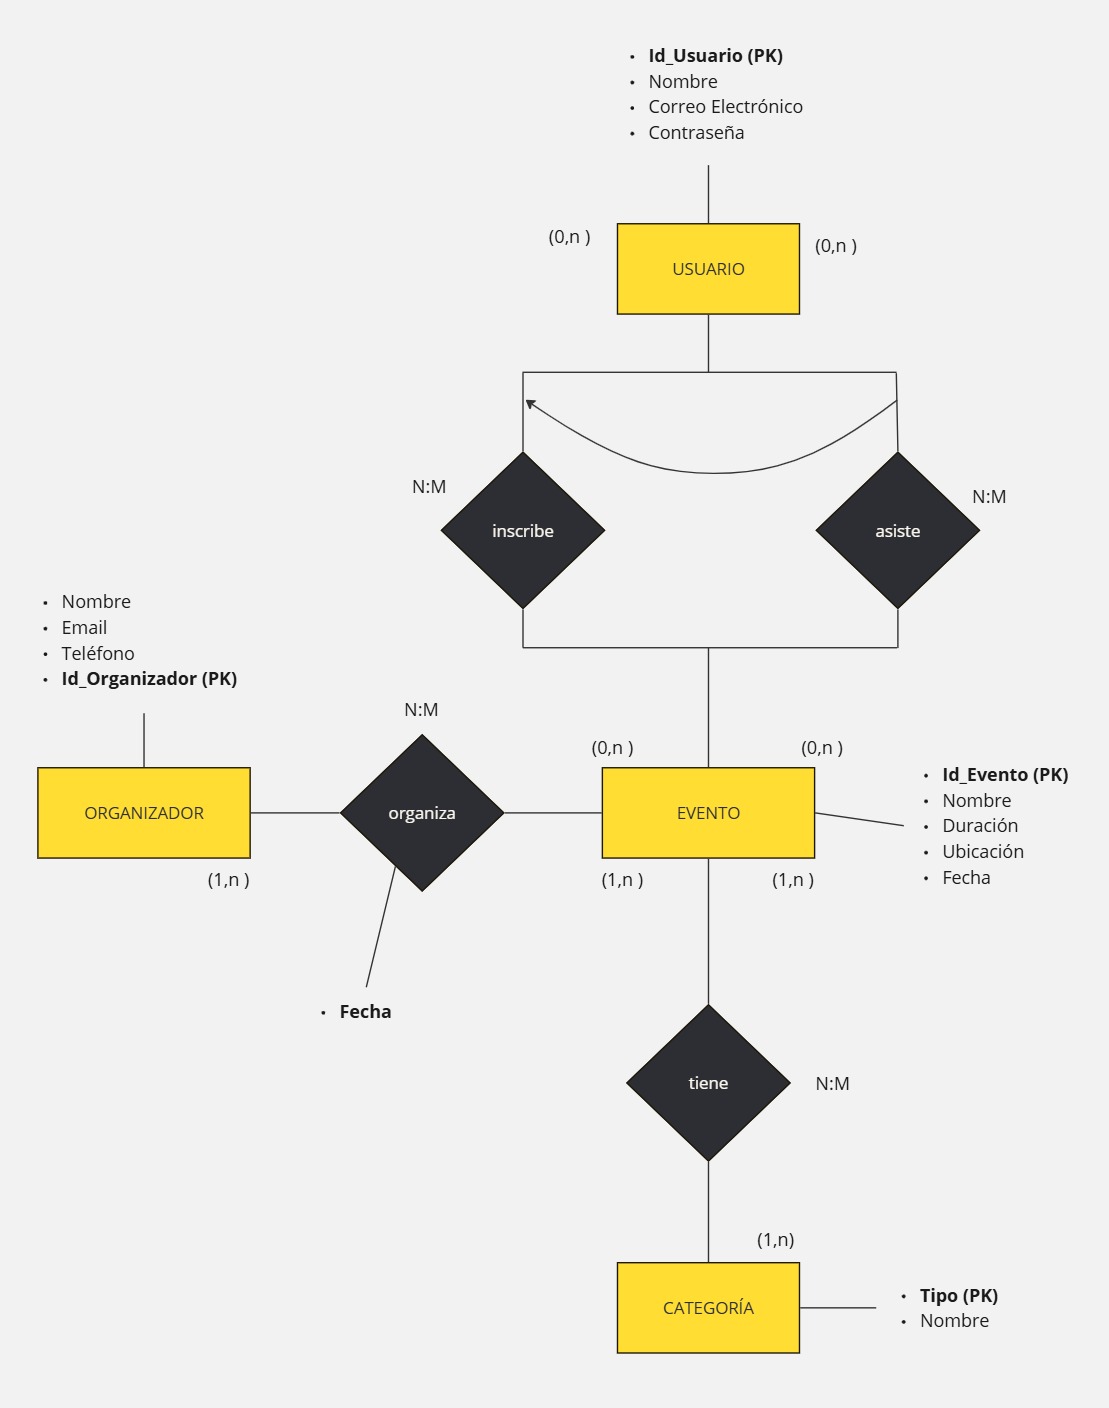 • Id_Usuario (PK)
• Nombre
• Correo Electrónico
• Contraseña
(0,n )
(0,n )
USUARIO
N:M
N:M
inscribe
asiste
• Nombre
• Email
• Teléfono
• Id_Organizador (PK)
N:M
(0,n )
(0,n )
ORGANIZADOR
organiza
EVENTO
• Id_Evento (PK)
• Nombre
• Duración
• Ubicación
• Fecha
(1,n )
(1,n )
(1,n )
• Fecha
tiene
N:M
(1,n)
CATEGORÍA
• Tipo (PK)
• Nombre